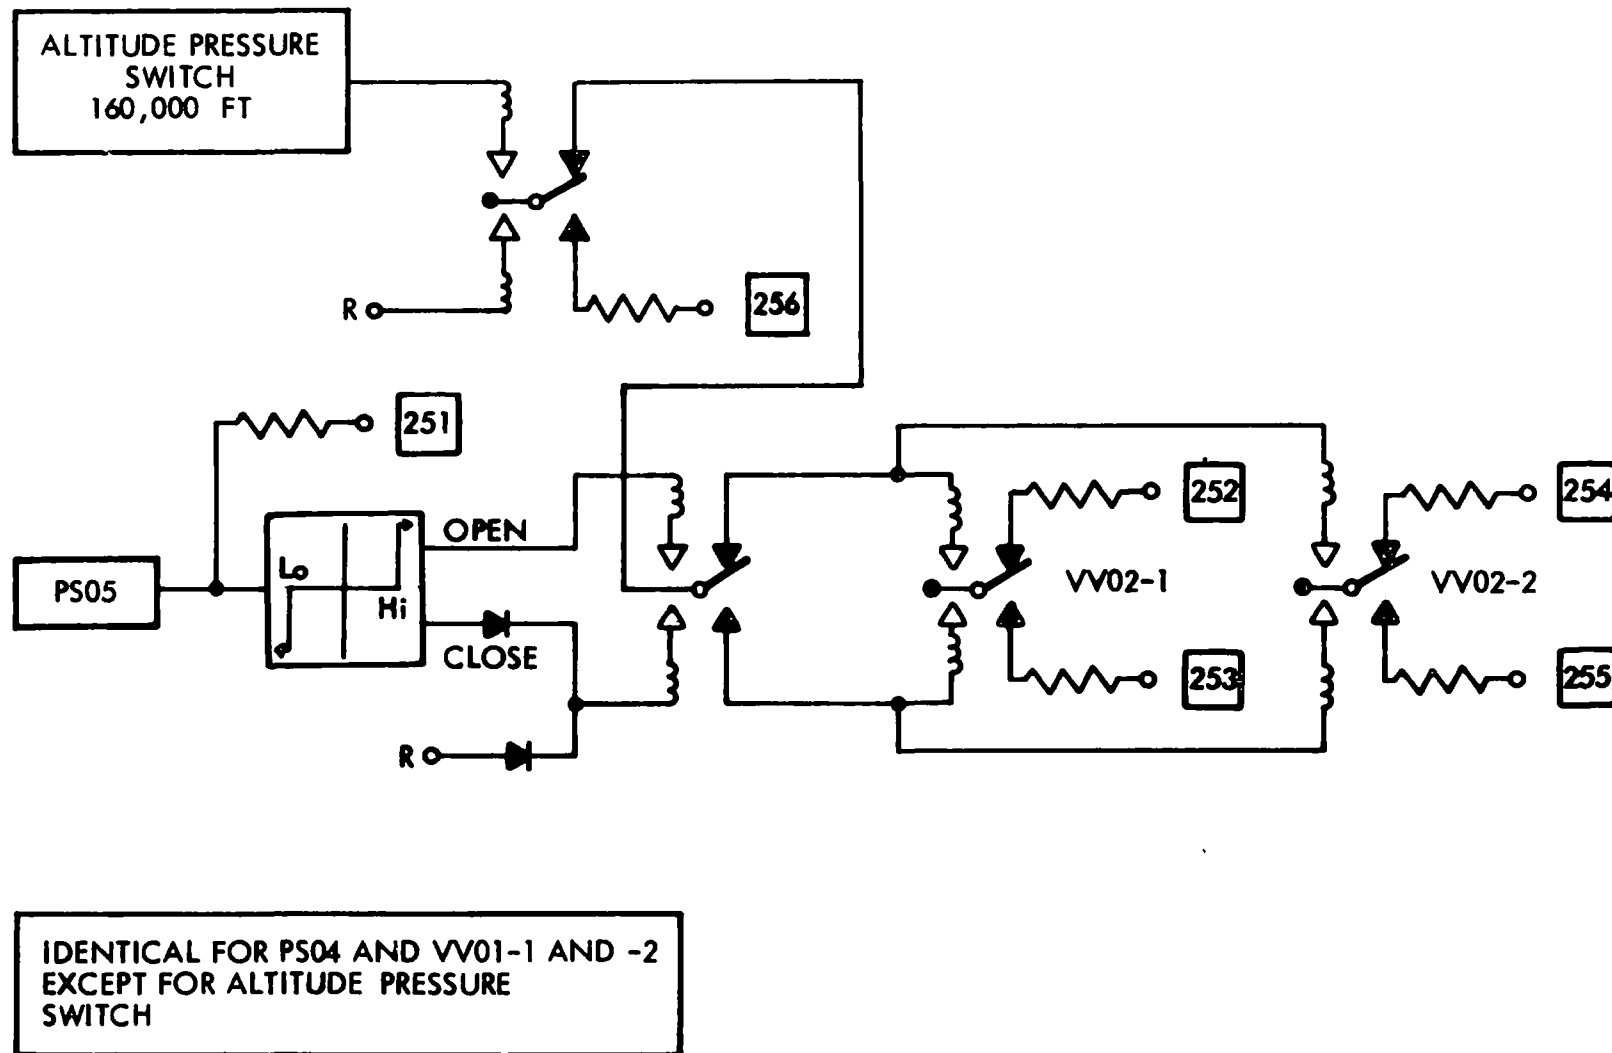 ALTITUDE PRESSURE
SWITCH
160,000 FT
R
256
251
252
254
OPEN
PS05
Lo
Hi
VV02-1
VV02-2
CLOSE
253
255
R
IDENTICAL FOR PS04 AND VV01-1 AND -2
EXCEPT FOR ALTITUDE PRESSURE
SWITCH